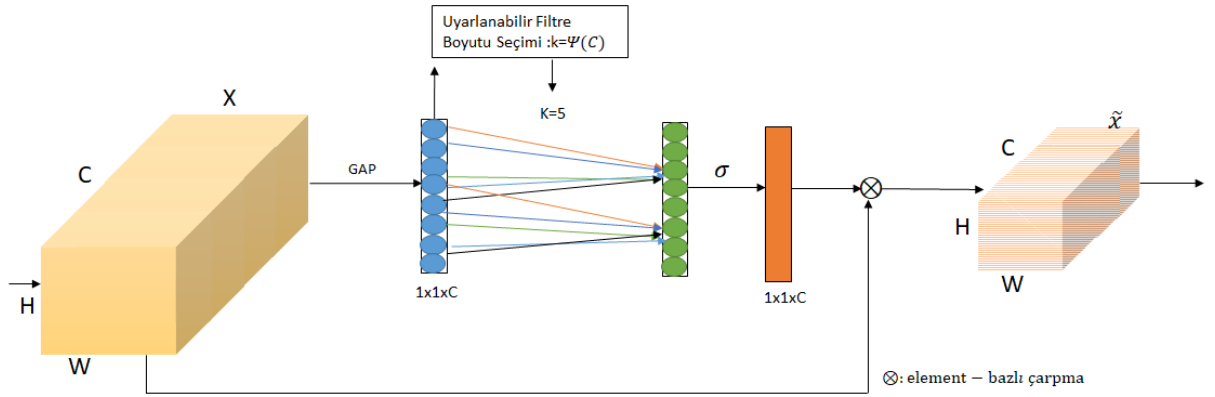 Uyarlanabilir Filtre
Boyutu Seçimi :k=Ψ(C)
X
K=5
x̃
C
C
GAP
σ
⊗
H
H
1x1xC
1x1xC
W
W
⊗: element − bazlı çarpma